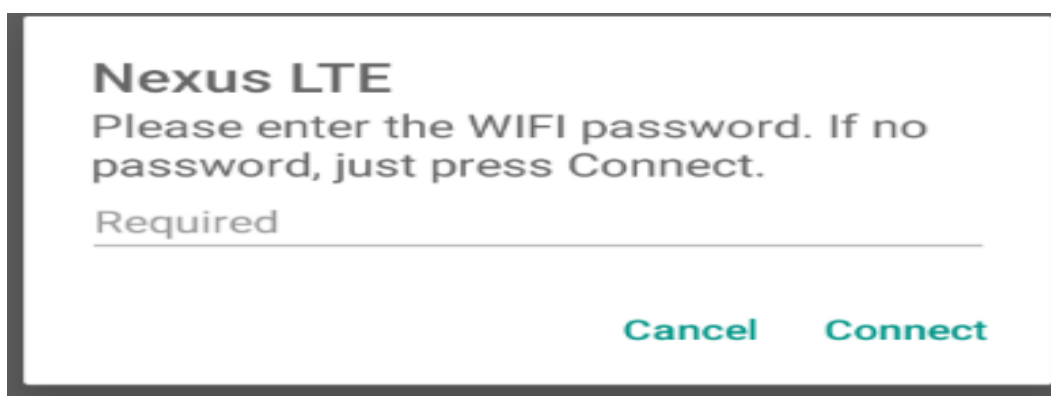 Nexus LTE
Please enter the WIFI password. If no
password, just press Connect.
Required
Cancel Connect